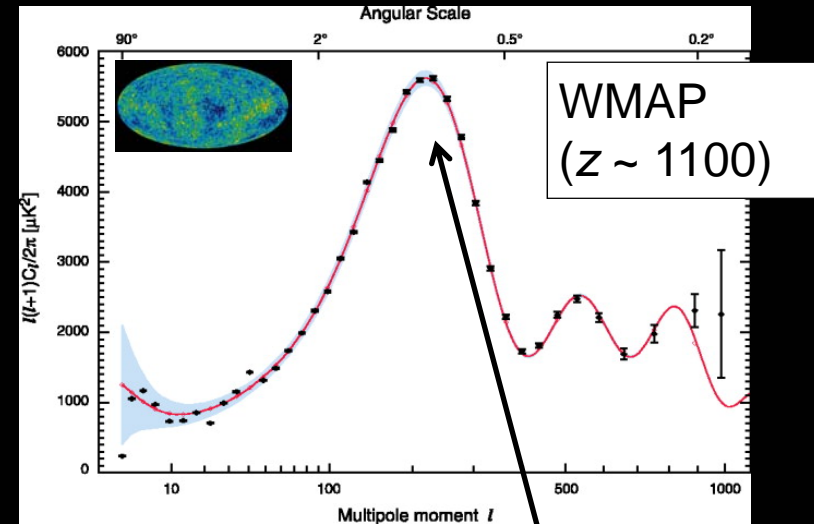 Angular Scale
90° 2° 0.5° 0.2°
6000
5000
4000
3000
2000
1000
0
l(l+1)Cl/2π [μK²]
WMAP
(z ~ 1100)
10 100 500 1000
Multipole moment l